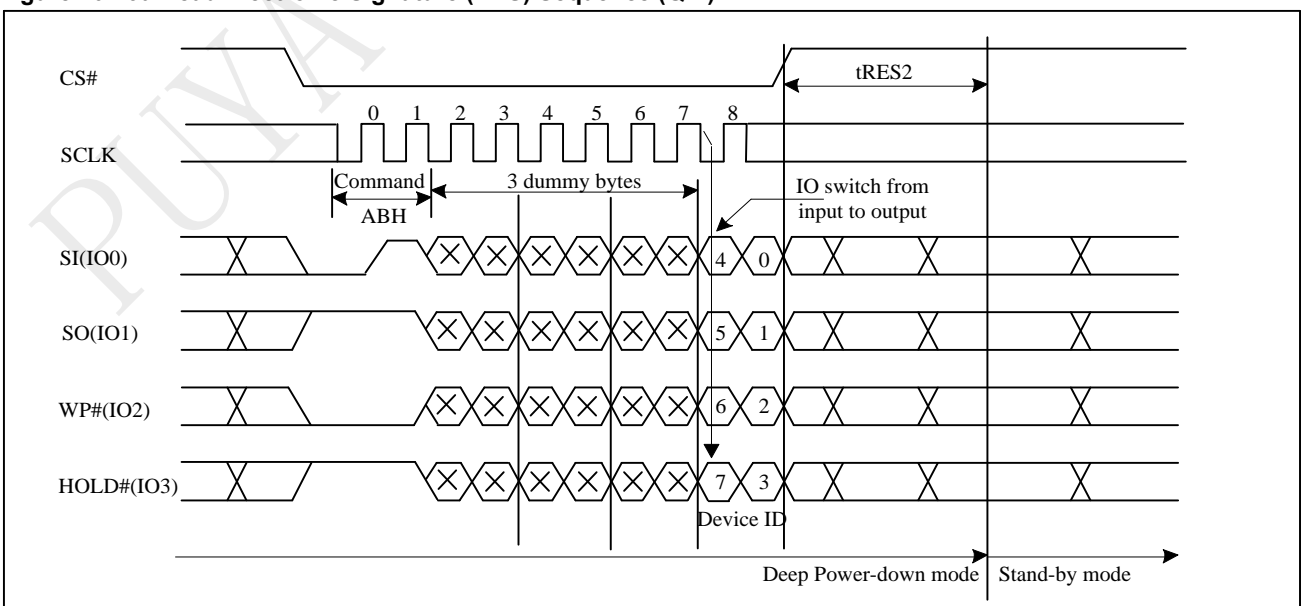 PUYA
CS#
tRES2
0 1 2 3 4 5 6 7 8
SCLK
Command
3 dummy bytes
IO switch from
input to output
ABH
SI(IO0)
4 0
SO(IO1)
5 1
WP#(IO2)
6 2
HOLD#(IO3)
7 3
Device ID
Deep Power-down mode
Stand-by mode